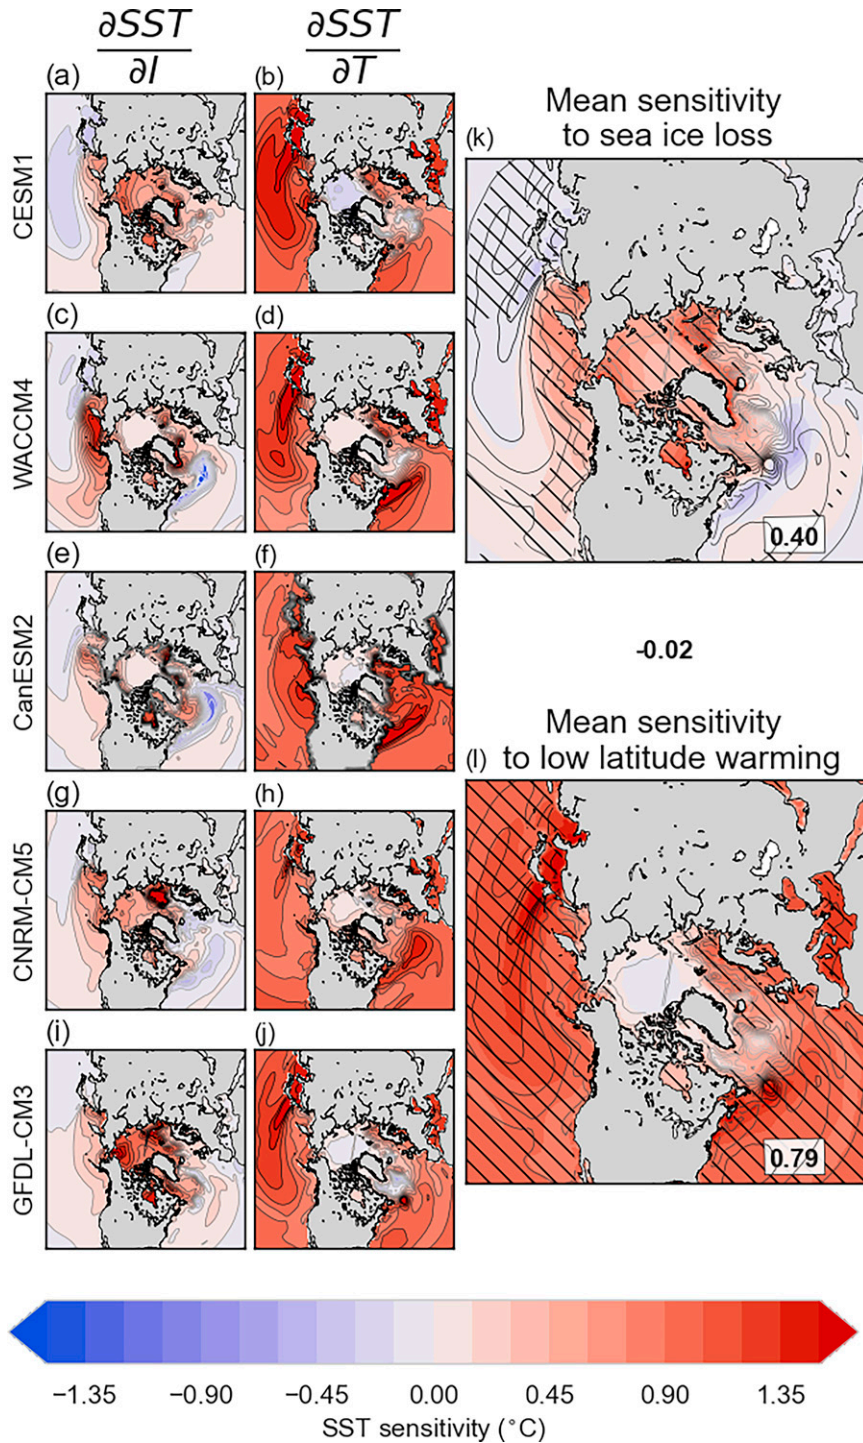 ∂SST/∂I
∂SST/∂T
(a)
(b)
CESM1
(c)
(d)
WACCM4
(e)
(f)
CanESM2
(g)
(h)
CNRM-CM5
(i)
(j)
GFDL-CM3
Mean sensitivity
(k) to sea ice loss
0.40
-0.02
Mean sensitivity
(l) to low latitude warming
0.79
−1.35 −0.90 −0.45 0.00 0.45 0.90 1.35
SST sensitivity (°C)